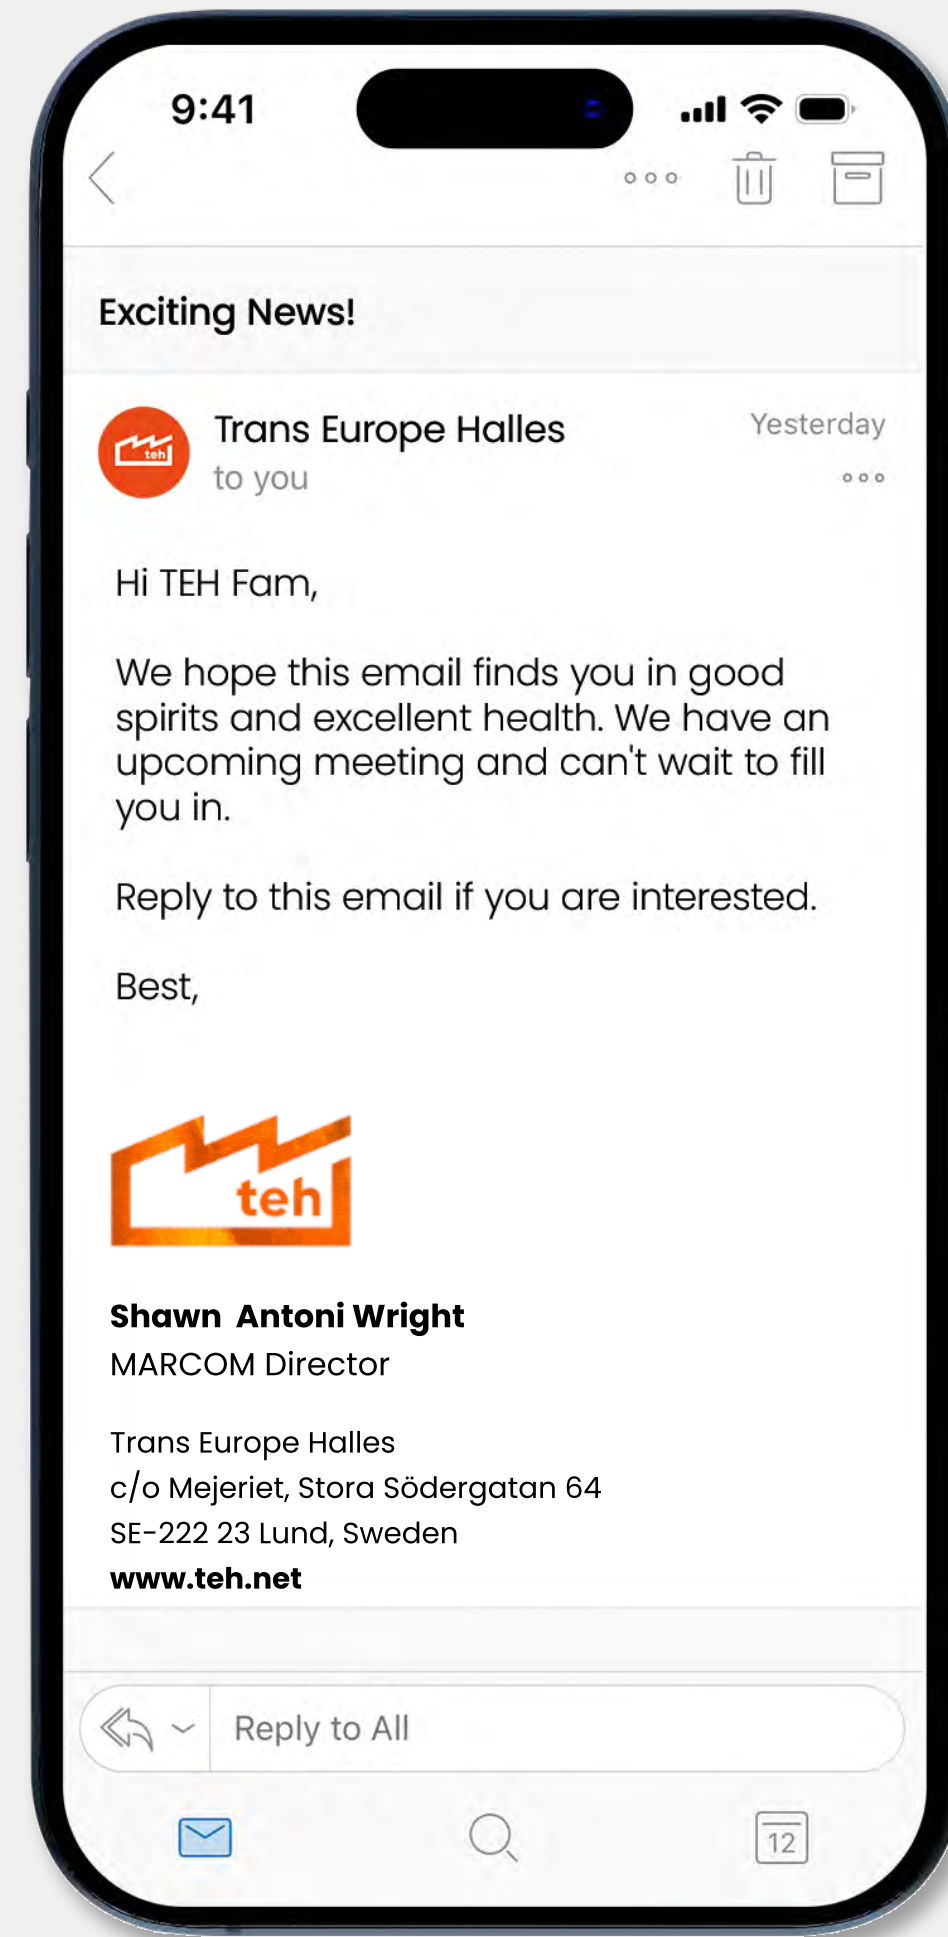 9:41
Exciting News!
teh
Trans Europe Halles
Yesterday
to you
Hi TEH Fam,
We hope this email finds you in good
spirits and excellent health. We have an
upcoming meeting and can't wait to fill
you in.
Reply to this email if you are interested.
Best,
teh
Shawn Antoni Wright
MARCOM Director
Trans Europe Halles
c/o Mejeriet, Stora Södergatan 64
SE-222 23 Lund, Sweden
www.teh.net
Reply to All
12